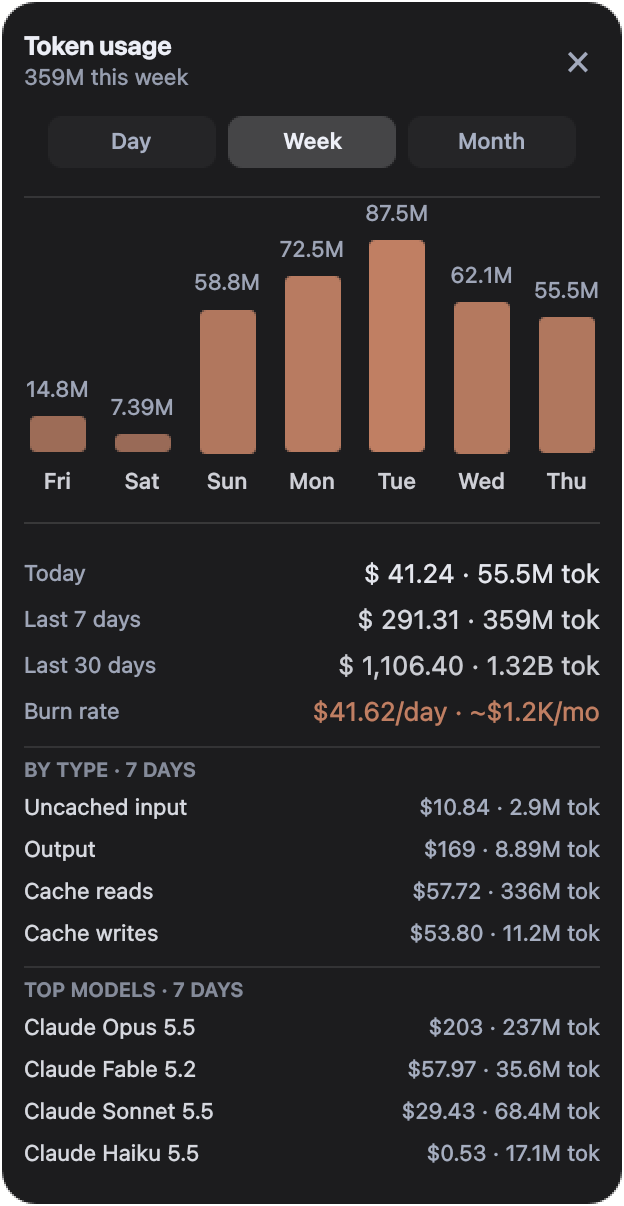 Token usage
359M this week
Day Week Month
87.5M
72.5M
62.1M
58.8M
55.5M
14.8M
7.39M
Fri Sat Sun Mon Tue Wed Thu
Today $ 41.24 · 55.5M tok
Last 7 days $ 291.31 · 359M tok
Last 30 days $ 1,106.40 · 1.32B tok
Burn rate $41.62/day · ~$1.2K/mo
BY TYPE · 7 DAYS
Uncached input $10.84 · 2.9M tok
Output $169 · 8.89M tok
Cache reads $57.72 · 336M tok
Cache writes $53.80 · 11.2M tok
TOP MODELS · 7 DAYS
Claude Opus 5.5 $203 · 237M tok
Claude Fable 5.2 $57.97 · 35.6M tok
Claude Sonnet 5.5 $29.43 · 68.4M tok
Claude Haiku 5.5 $0.53 · 17.1M tok